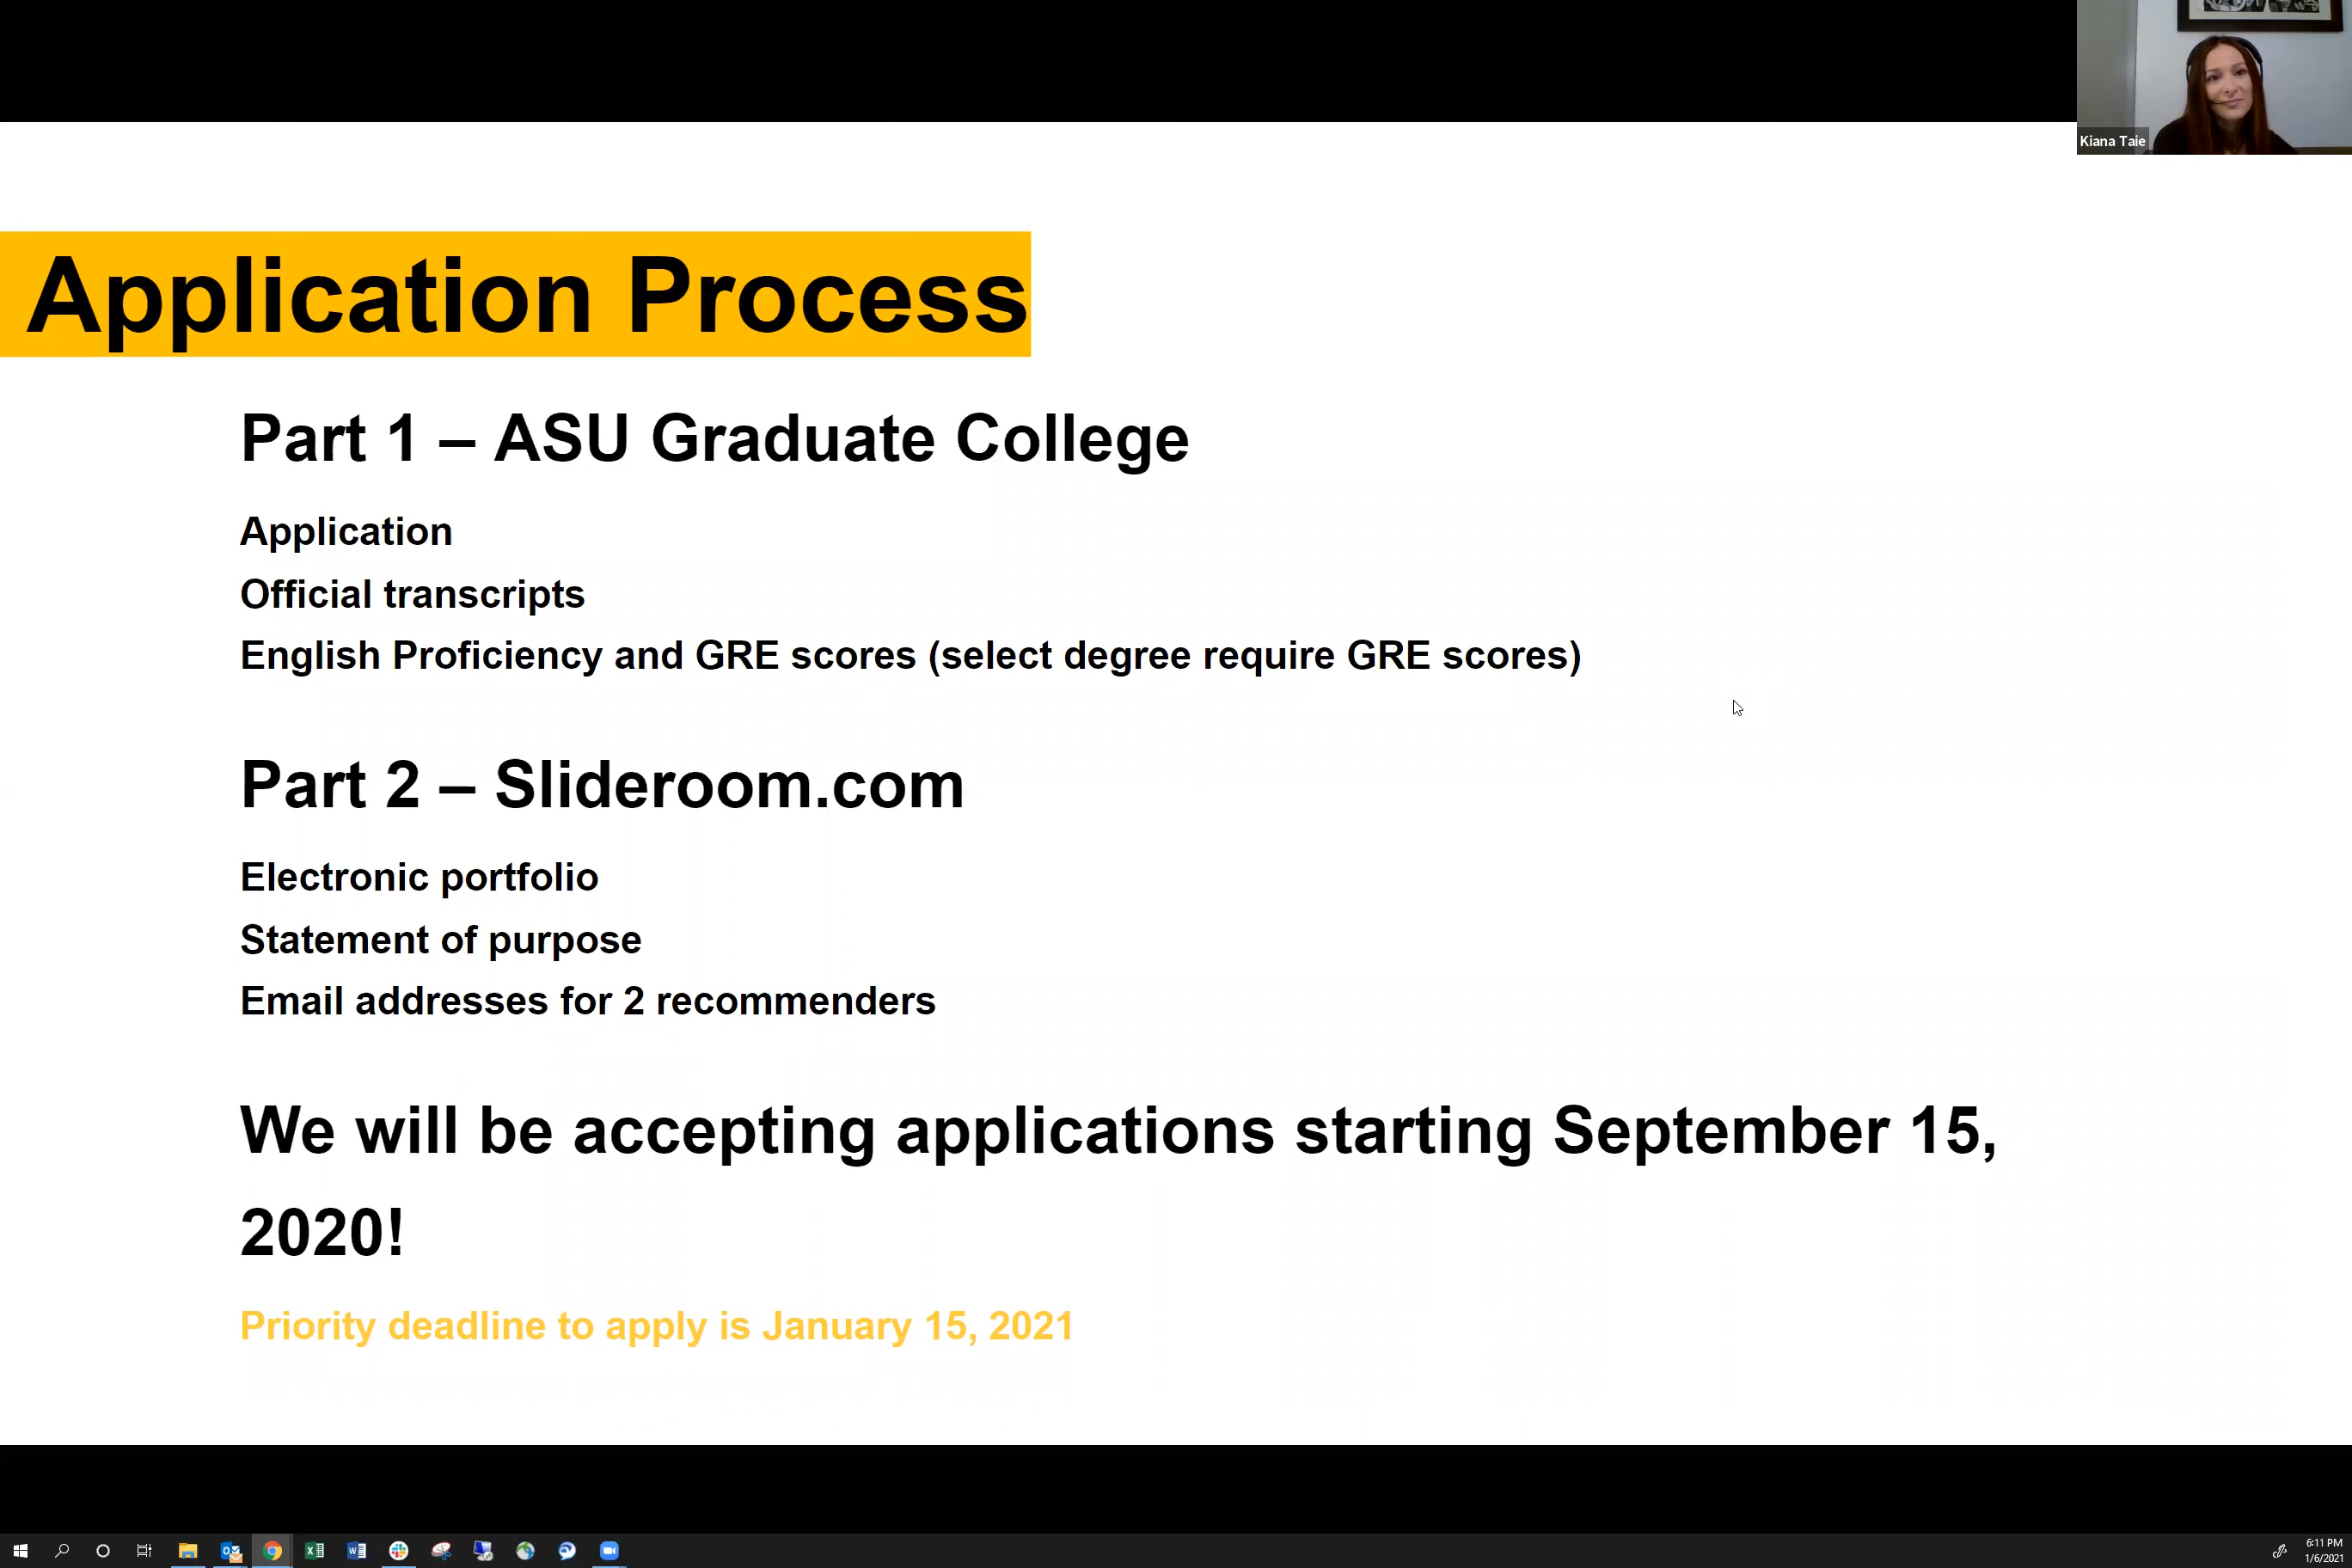 Kiana Taie
Application Process
Part 1 – ASU Graduate College
Application
Official transcripts
English Proficiency and GRE scores (select degree require GRE scores)
Part 2 – Slideroom.com
Electronic portfolio
Statement of purpose
Email addresses for 2 recommenders
We will be accepting applications starting September 15,
2020!
Priority deadline to apply is January 15, 2021
6:11 PM
1/6/2021